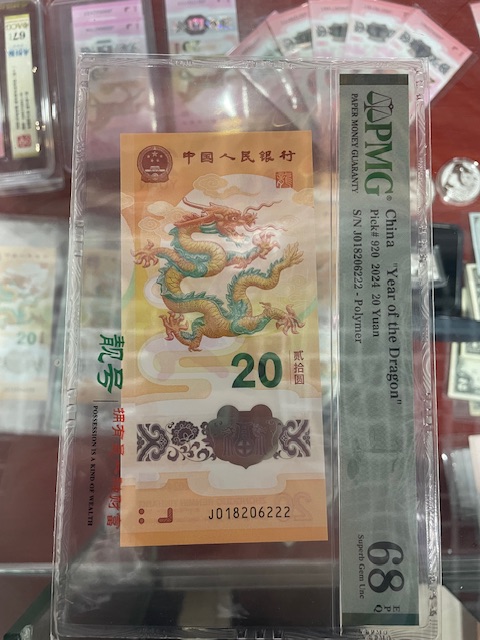 PMG®
PAPER MONEY GUARANTY
China "Year of the Dragon"
Pick# 920 2024 20 Yuan
S/N J018206222 - Polymer
68 EPQ
Superb Gem Unc
中国人民银行
20
贰拾圆
J018206222
靓号
POSSESSION IS A KIND OF WEALTH
67